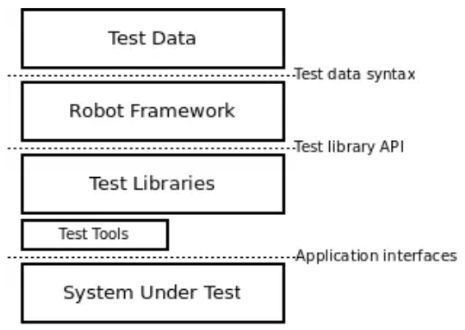 Test Data
Test data syntax
Robot Framework
Test library API
Test Libraries
Test Tools
Application interfaces
System Under Test